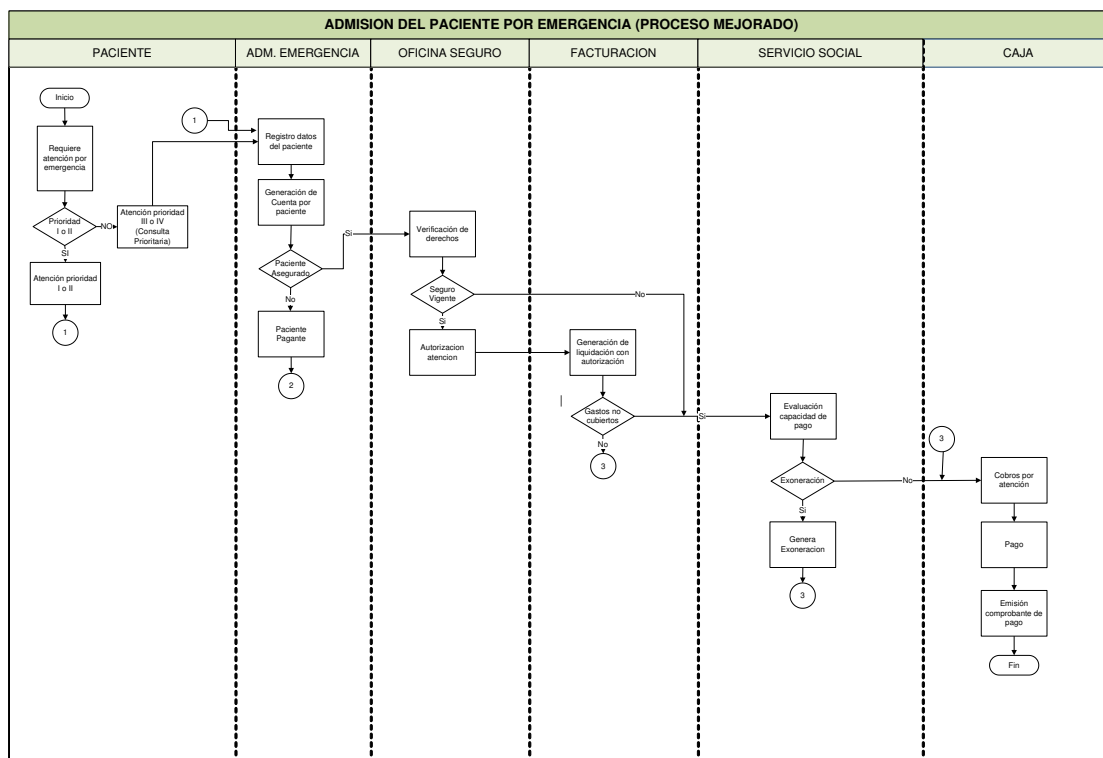 ADMISION DEL PACIENTE POR EMERGENCIA (PROCESO MEJORADO)
PACIENTE
ADM. EMERGENCIA
OFICINA SEGURO
FACTURACION
SERVICIO SOCIAL
CAJA
Inicio
Requiere
atención por
emergencia
Prioridad
I o II
NO
Atención prioridad
III o IV
(Consulta
Prioritaria)
SI
Atención prioridad
I o II
1
1
Registro datos
del paciente
Generación de
Cuenta por
paciente
Paciente
Asegurado
Si
No
Paciente
Pagante
2
Verificación de
derechos
Seguro
Vigente
No
Si
Autorizacion
atencion
Generación de
liquidación con
autorización
Gastos no
cubiertos
Si
No
3
Evaluación
capacidad de
pago
Exoneración
No
Si
Genera
Exoneracion
3
3
Cobros por
atención
Pago
Emisión
comprobante de
pago
Fin